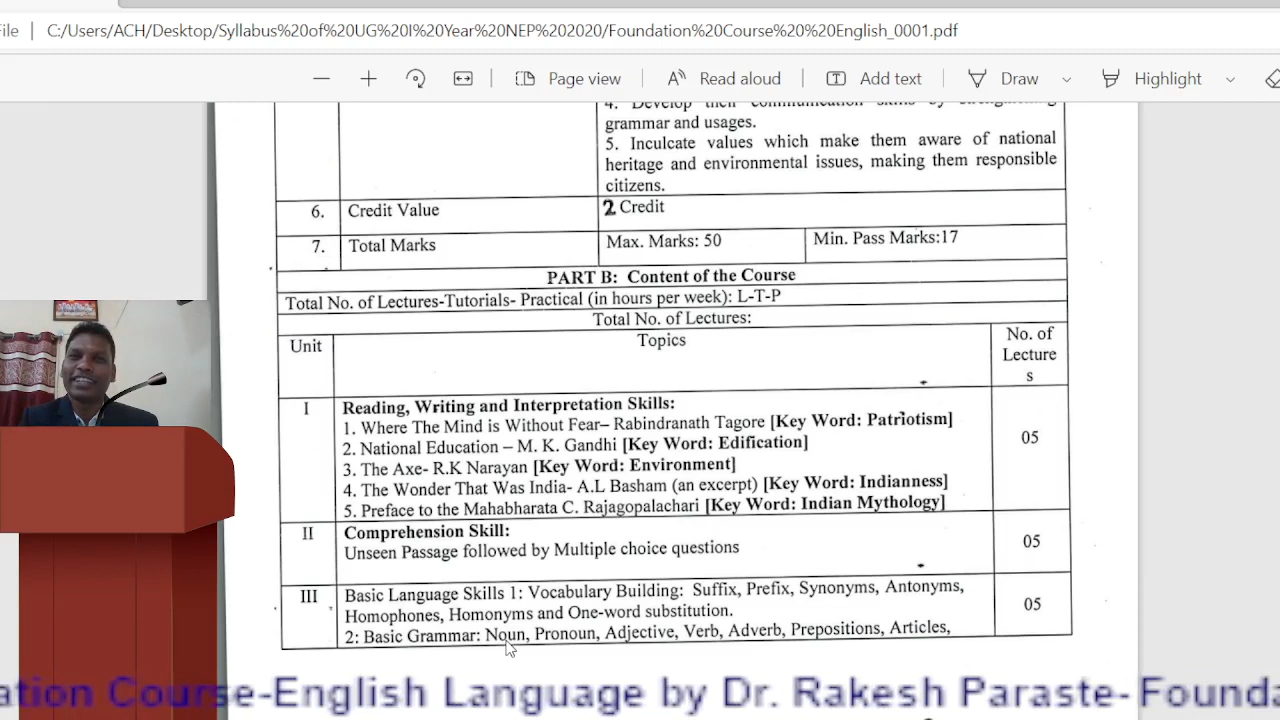 File C:/Users/ACH/Desktop/Syllabus%20of%20UG%20I%20Year%20NEP%202020/Foundation%20Course%20%20English_0001.pdf
Page view Read aloud Add text Draw Highlight
4. Develop their communication skills by strengthening
grammar and usages.
5. Inculcate values which make them aware of national
heritage and environmental issues, making them responsible
citizens.
6. Credit Value 2 Credit
7. Total Marks Max. Marks: 50 Min. Pass Marks:17
PART B: Content of the Course
Total No. of Lectures-Tutorials- Practical (in hours per week): L-T-P
Total No. of Lectures:
Unit Topics No. of
Lecture
s
I Reading, Writing and Interpretation Skills:
1. Where The Mind is Without Fear– Rabindranath Tagore [Key Word: Patriotism]
2. National Education – M. K. Gandhi [Key Word: Edification] 05
3. The Axe- R.K Narayan [Key Word: Environment]
4. The Wonder That Was India- A.L Basham (an excerpt) [Key Word: Indianness]
5. Preface to the Mahabharata C. Rajagopalachari [Key Word: Indian Mythology]
II Comprehension Skill:
Unseen Passage followed by Multiple choice questions 05
III Basic Language Skills 1: Vocabulary Building: Suffix, Prefix, Synonyms, Antonyms,
Homophones, Homonyms and One-word substitution. 05
2: Basic Grammar: Noun, Pronoun, Adjective, Verb, Adverb, Prepositions, Articles,
ation Course-English Language by Dr. Rakesh Paraste- Founda